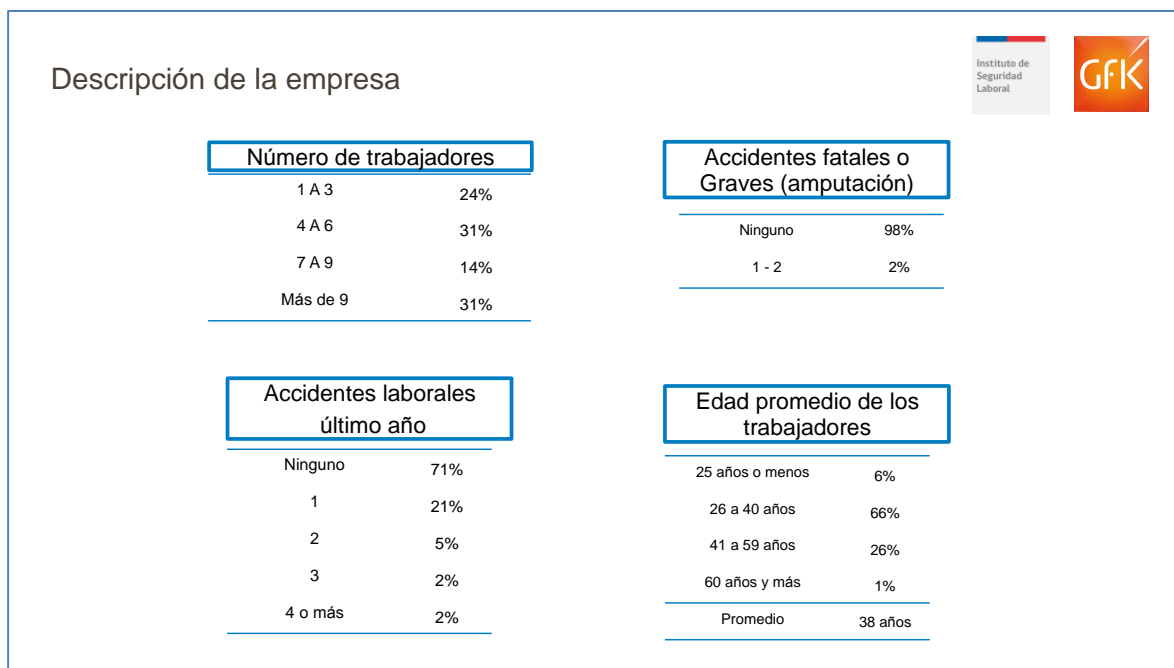 Descripción de la empresa
Instituto de
Seguridad
Laboral
GfK
Número de trabajadores
1 A 3 24%
4 A 6 31%
7 A 9 14%
Más de 9 31%
Accidentes fatales o
Graves (amputación)
Ninguno 98%
1 - 2 2%
Accidentes laborales
último año
Ninguno 71%
1 21%
2 5%
3 2%
4 o más 2%
Edad promedio de los
trabajadores
25 años o menos 6%
26 a 40 años 66%
41 a 59 años 26%
60 años y más 1%
Promedio 38 años